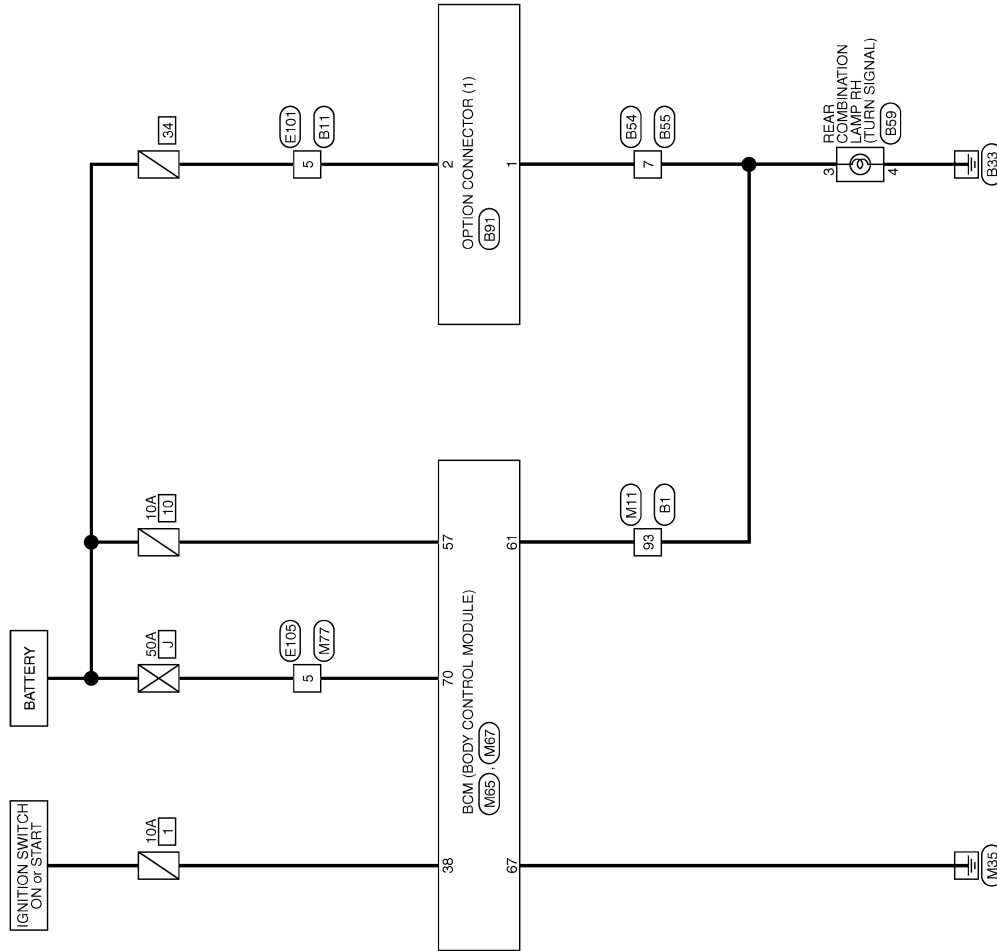 IGNITION SWITCH
ON or START
BATTERY
10A
1
50A
J
10A
10
34
5
E105
M77
5
E101
B11
38
70
57
2
BCM (BODY CONTROL MODULE)
M65 , M67
OPTION CONNECTOR (1)
B91
67
61
1
93
M11
B1
7
B54
B55
3
REAR
COMBINATION
LAMP RH
(TURN SIGNAL)
B59
4
M35
B33